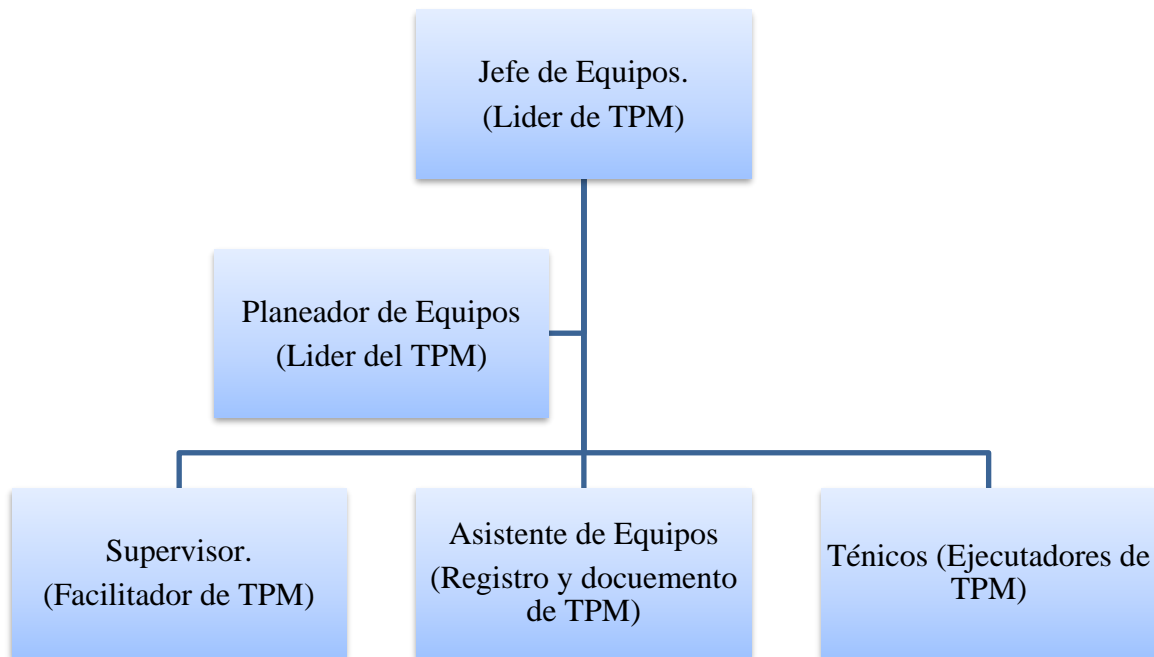 Jefe de Equipos.
(Lider de TPM)
Planeador de Equipos
(Lider del TPM)
Supervisor.
(Facilitador de TPM)
Asistente de Equipos
(Registro y docuemento
de TPM)
Ténicos (Ejecutadores de
TPM)